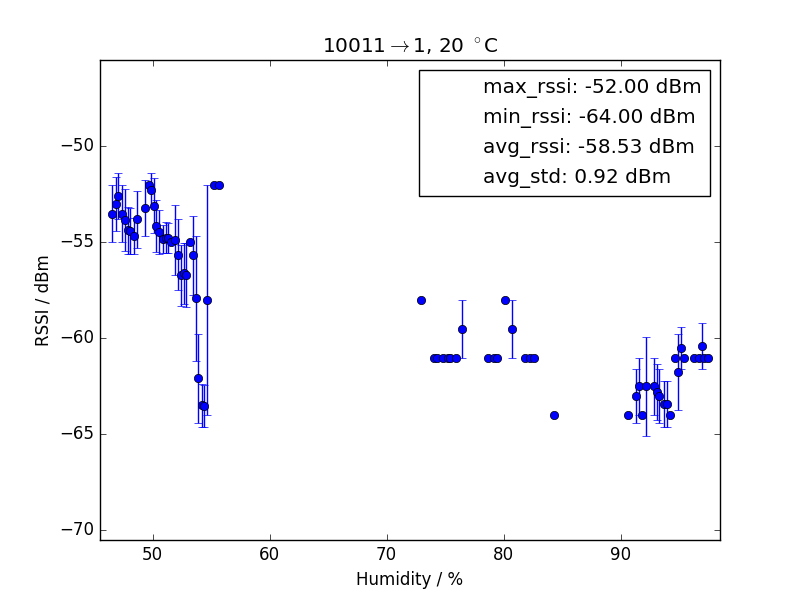 10011→1, 20 °C
max_rssi: -52.00 dBm
min_rssi: -64.00 dBm
avg_rssi: -58.53 dBm
avg_std: 0.92 dBm
RSSI / dBm
−50
−55
−60
−65
−70
50 60 70 80 90
Humidity / %